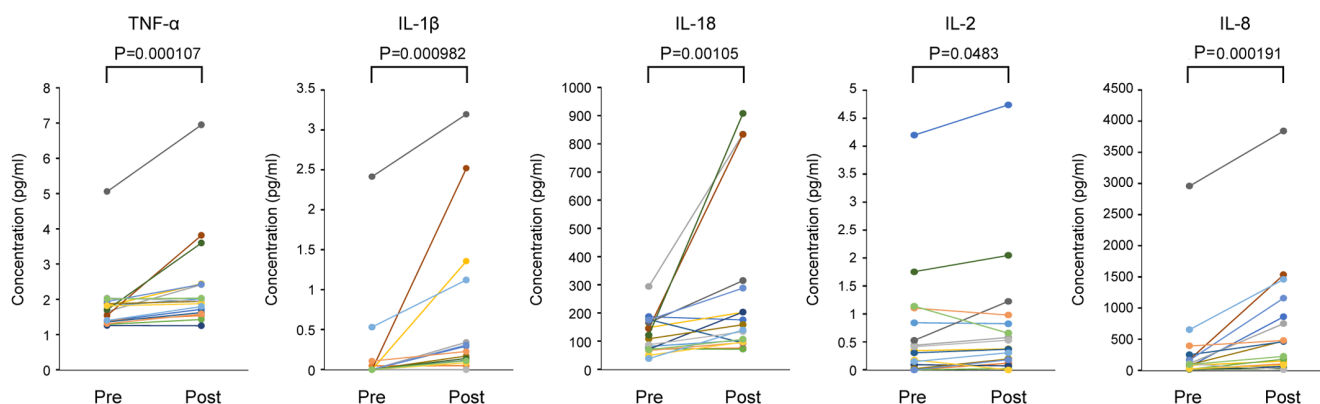 TNF-α
P=0.000107
Concentration (pg/ml)
8
7
6
5
4
3
2
1
0
Pre Post
IL-1β
P=0.000982
Concentration (pg/ml)
3.5
3
2.5
2
1.5
1
0.5
0
Pre Post
IL-18
P=0.00105
Concentration (pg/ml)
1000
900
800
700
600
500
400
300
200
100
0
Pre Post
IL-2
P=0.0483
Concentration (pg/ml)
5
4.5
4
3.5
3
2.5
2
1.5
1
0.5
0
Pre Post
IL-8
P=0.000191
Concentration (pg/ml)
4500
4000
3500
3000
2500
2000
1500
1000
500
0
Pre Post